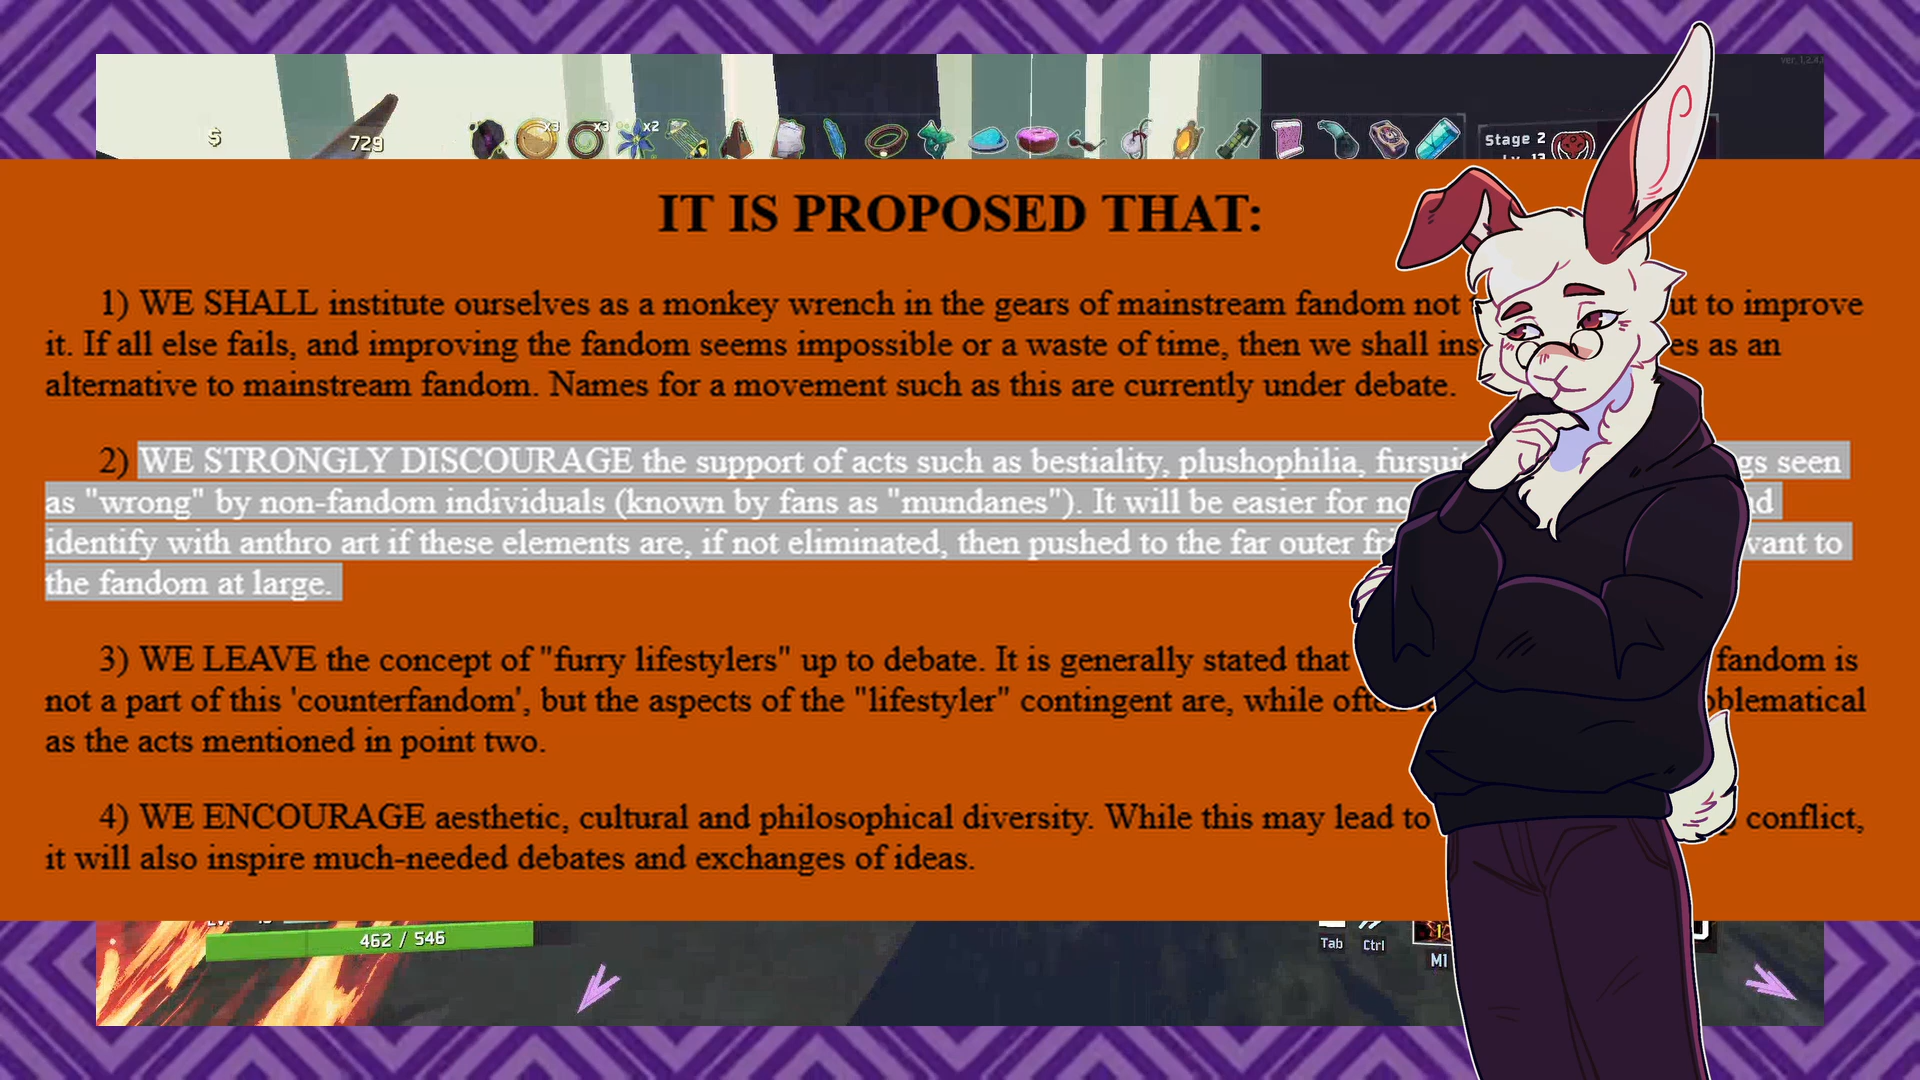 ver. 1.2.4.
$ 729
x3 x3 x2
Stage 2
IT IS PROPOSED THAT:
1) WE SHALL institute ourselves as a monkey wrench in the gears of mainstream fandom not ut to improve
it. If all else fails, and improving the fandom seems impossible or a waste of time, then we shall ins es as an
alternative to mainstream fandom. Names for a movement such as this are currently under debate.
2) WE STRONGLY DISCOURAGE the support of acts such as bestiality, plushophilia, fursuit gs seen
as "wrong" by non-fandom individuals (known by fans as "mundanes"). It will be easier for no nd
identify with anthro art if these elements are, if not eliminated, then pushed to the far outer fri vant to
the fandom at large.
3) WE LEAVE the concept of "furry lifestylers" up to debate. It is generally stated that fandom is
not a part of this 'counterfandom', but the aspects of the "lifestyler" contingent are, while often oblematical
as the acts mentioned in point two.
4) WE ENCOURAGE aesthetic, cultural and philosophical diversity. While this may lead to conflict,
it will also inspire much-needed debates and exchanges of ideas.
462 / 546
Tab Ctrl
M1